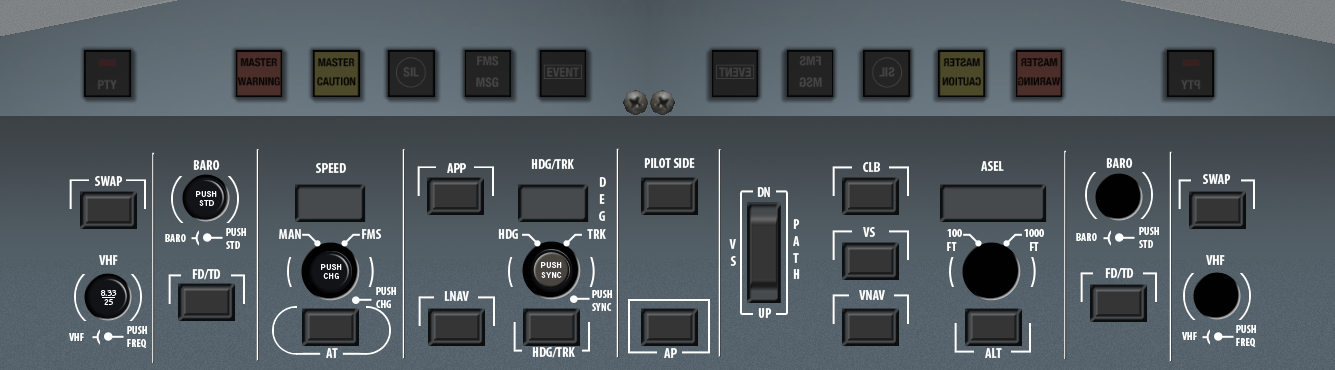 PTY
MASTER
WARNING
MASTER
CAUTION
SIL
FMS
MSG
EVENT
EVENT
FMS
MSG
SIL
MASTER
CAUTION
MASTER
WARNING
PTY
SWAP
VHF
8.33
25
VHF
PUSH
FREQ
BARO
PUSH
STD
BARO
PUSH
STD
FD/TD
SPEED
MAN
FMS
PUSH
CHG
PUSH
CHG
AT
APP
LNAV
HDG/TRK
DEG
HDG
TRK
PUSH
SYNC
PUSH
SYNC
HDG/TRK
PILOT SIDE
AP
DN
VS
PATH
UP
CLB
VS
VNAV
ASEL
100
FT
1000
FT
ALT
BARO
BARO
PUSH
STD
FD/TD
SWAP
VHF
VHF
PUSH
FREQ